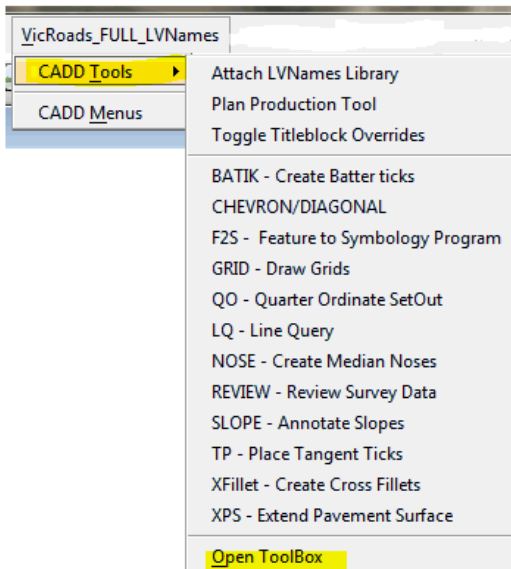 VicRoads_FULL_LVNames
CADD Tools
CADD Menus
Attach LVNames Library
Plan Production Tool
Toggle Titleblock Overrides
BATIK - Create Batter ticks
CHEVRON/DIAGONAL
F2S - Feature to Symbology Program
GRID - Draw Grids
QO - Quarter Ordinate SetOut
LQ - Line Query
NOSE - Create Median Noses
REVIEW - Review Survey Data
SLOPE - Annotate Slopes
TP - Place Tangent Ticks
XFillet - Create Cross Fillets
XPS - Extend Pavement Surface
Open ToolBox